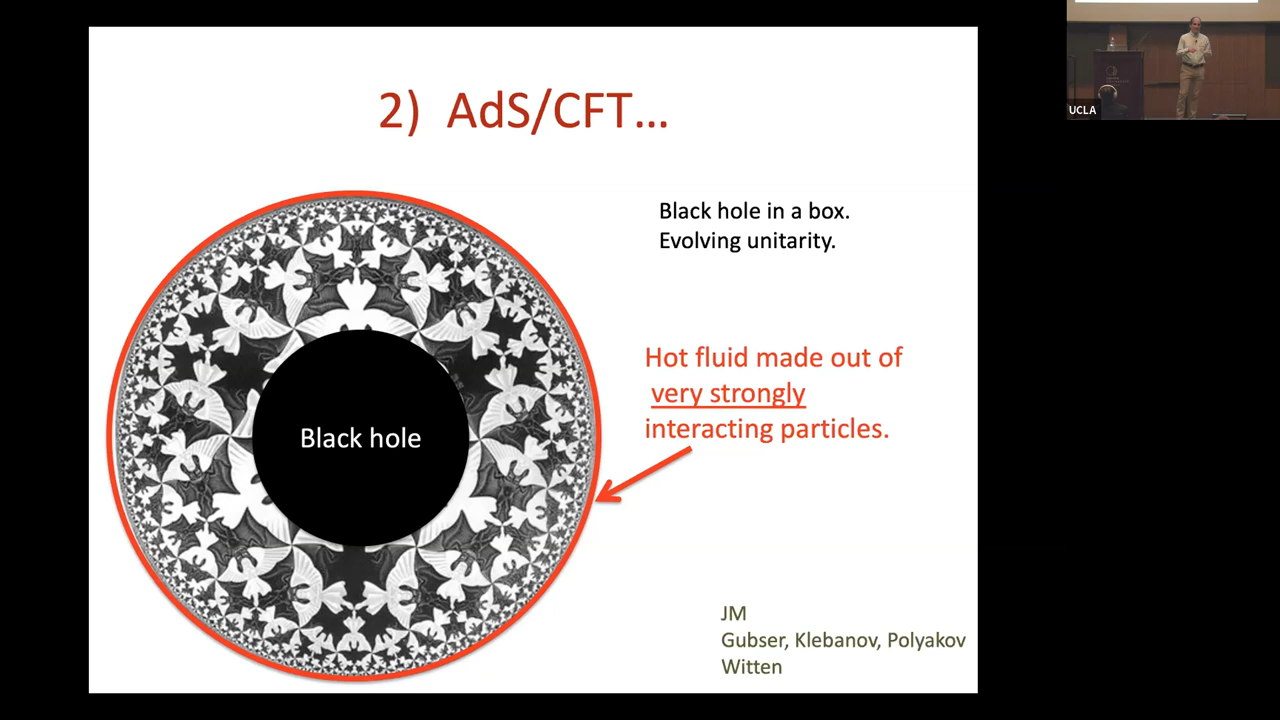 2) AdS/CFT...
Black hole in a box.
Evolving unitarity.
Hot fluid made out of
very strongly
interacting particles.
Black hole
JM
Gubser, Klebanov, Polyakov
Witten
UCLA